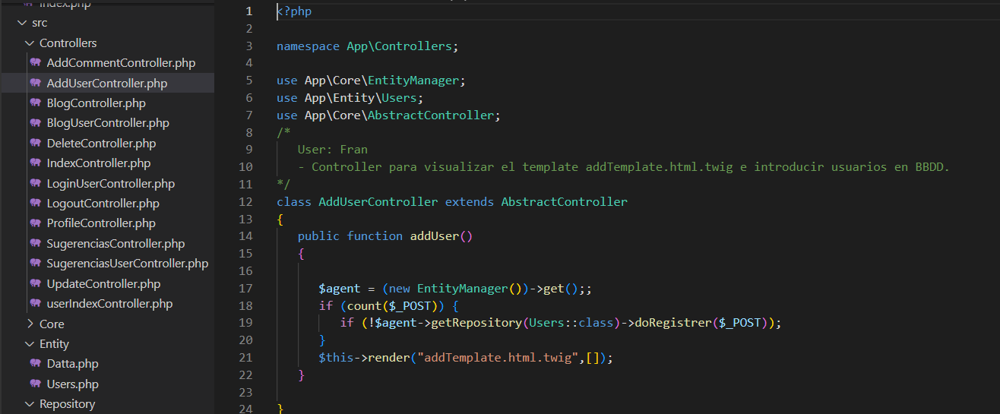 index.php
src
Controllers
AddCommentController.php
AddUserController.php
BlogController.php
BlogUserController.php
DeleteController.php
IndexController.php
LoginUserController.php
LogoutController.php
ProfileController.php
SugerenciasController.php
SugerenciasUserController.php
UpdateController.php
userIndexController.php
Core
Entity
Datta.php
Users.php
Repository
1 <?php
2
3 namespace App\Controllers;
4
5 use App\Core\EntityManager;
6 use App\Entity\Users;
7 use App\Core\AbstractController;
8 /*
9 User: Fran
10 - Controller para visualizar el template addTemplate.html.twig e introducir usuarios en BBDD.
11 */
12 class AddUserController extends AbstractController
13 {
14 public function addUser()
15 {
16
17 $agent = (new EntityManager())->get();;
18 if (count($_POST)) {
19 if (!$agent->getRepository(Users::class)->doRegistrer($_POST));
20 }
21 $this->render("addTemplate.html.twig",[]);
22 }
23
24 }